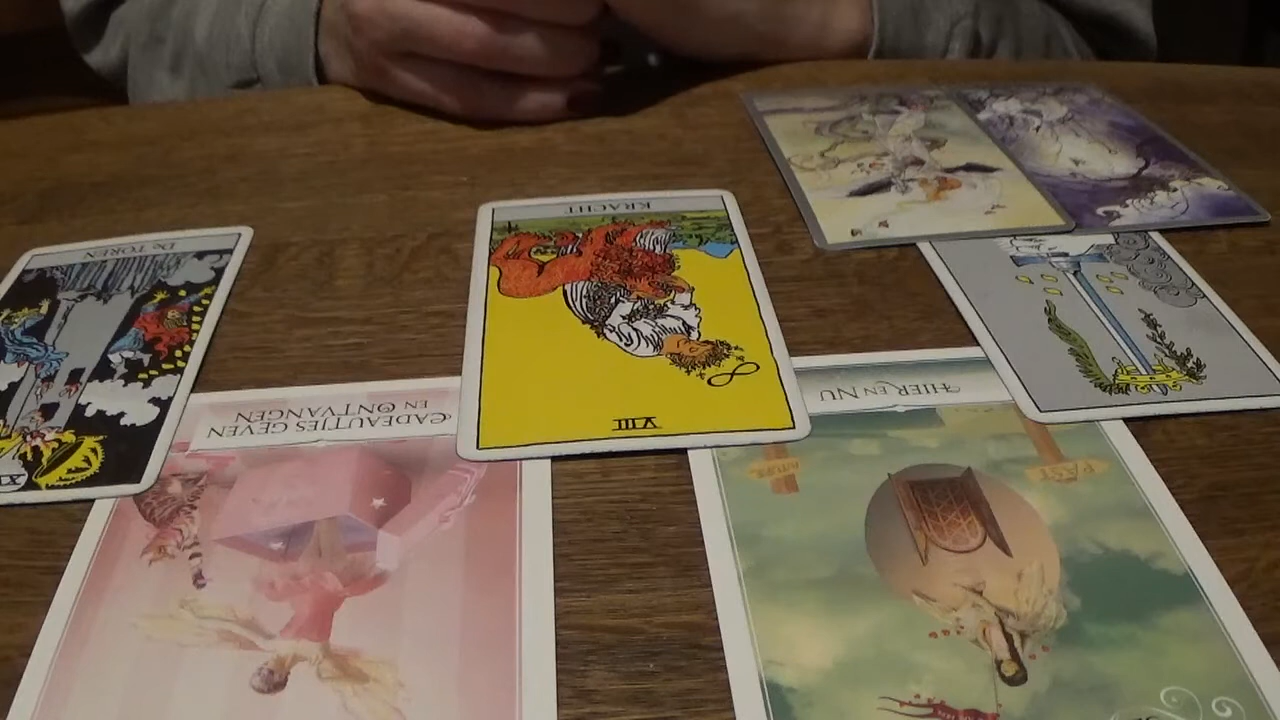 De TOREN
KRACHT
VIII
CADEAUTJES GEVEN
EN ONTVANGEN
HIER EN NU
PAST